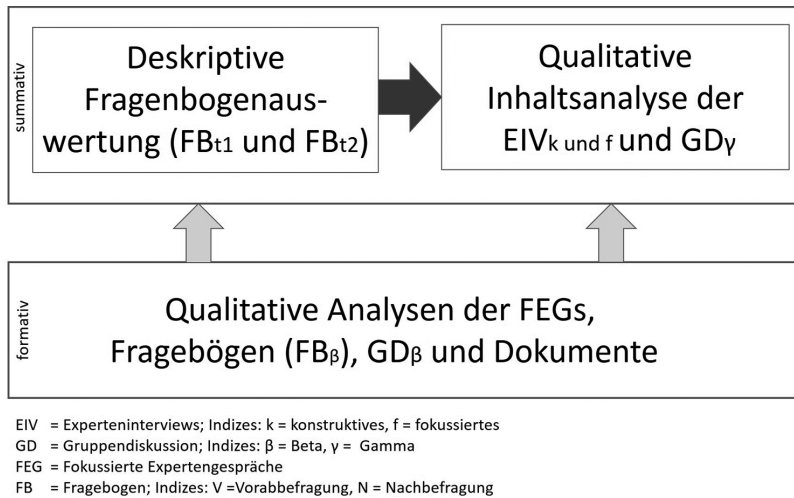 summativ
Deskriptive
Fragenbogenaus-
wertung (FBt1 und FBt2)
Qualitative
Inhaltsanalyse der
EIVk und f und GDγ
formativ
Qualitative Analysen der FEGs,
Fragebögen (FBβ), GDβ und Dokumente
EIV = Experteninterviews; Indizes: k = konstruktives, f = fokussiertes
GD = Gruppendiskussion; Indizes: β = Beta, γ = Gamma
FEG = Fokussierte Expertengespräche
FB = Fragebogen; Indizes: V =Vorabbefragung, N = Nachbefragung